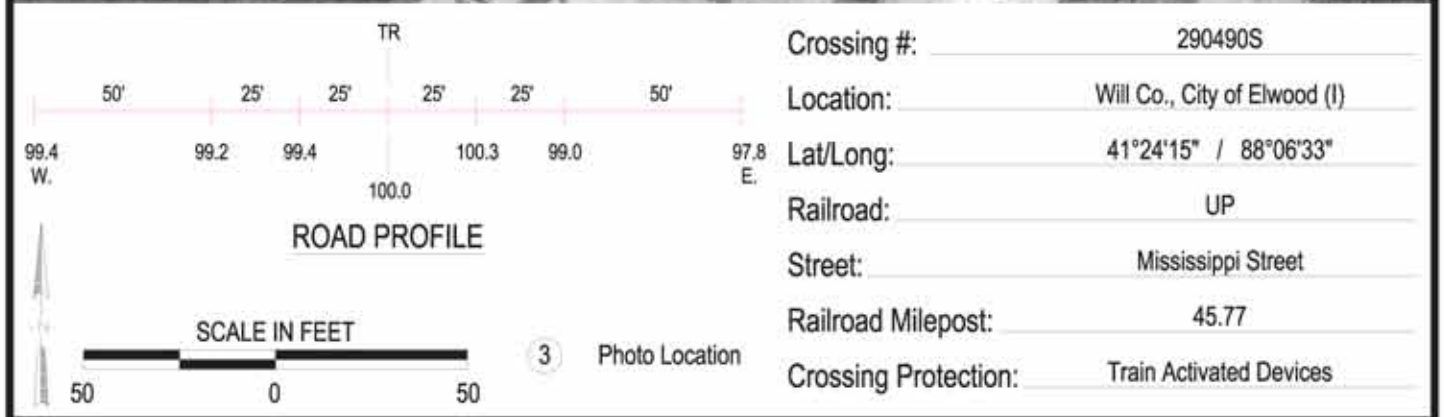 TR
50' 25' 25' 25' 25' 50'
99.4 99.2 99.4 100.3 99.0 97.8
W. E.
100.0
ROAD PROFILE
SCALE IN FEET
50 0 50
3 Photo Location
Crossing #: 290490S
Location: Will Co., City of Elwood (I)
Lat/Long: 41°24'15" / 88°06'33"
Railroad: UP
Street: Mississippi Street
Railroad Milepost: 45.77
Crossing Protection: Train Activated Devices